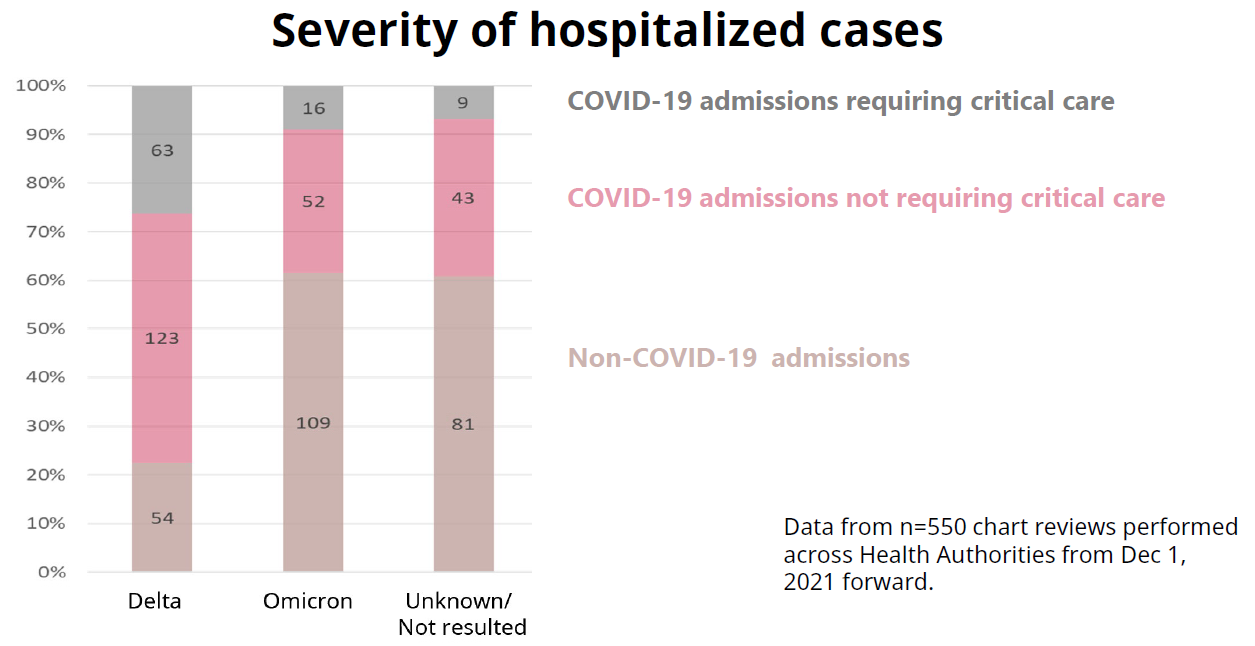 Severity of hospitalized cases
100%
90%
80%
70%
60%
50%
40%
30%
20%
10%
0%
63
123
54
16
52
109
9
43
81
Delta
Omicron
Unknown/
Not resulted
COVID-19 admissions requiring critical care
COVID-19 admissions not requiring critical care
Non-COVID-19 admissions
Data from n=550 chart reviews performed
across Health Authorities from Dec 1,
2021 forward.